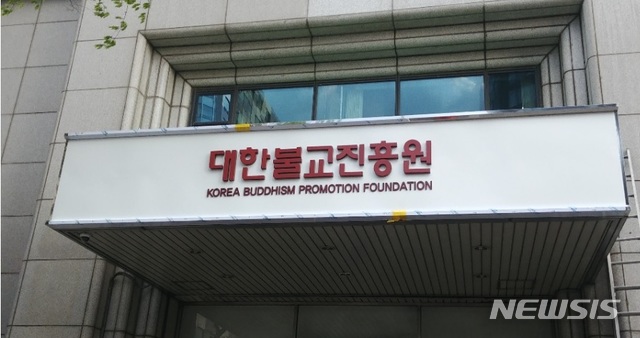 대한불교진흥원
KOREA BUDDHISM PROMOTION FOUNDATION
NEWSIS